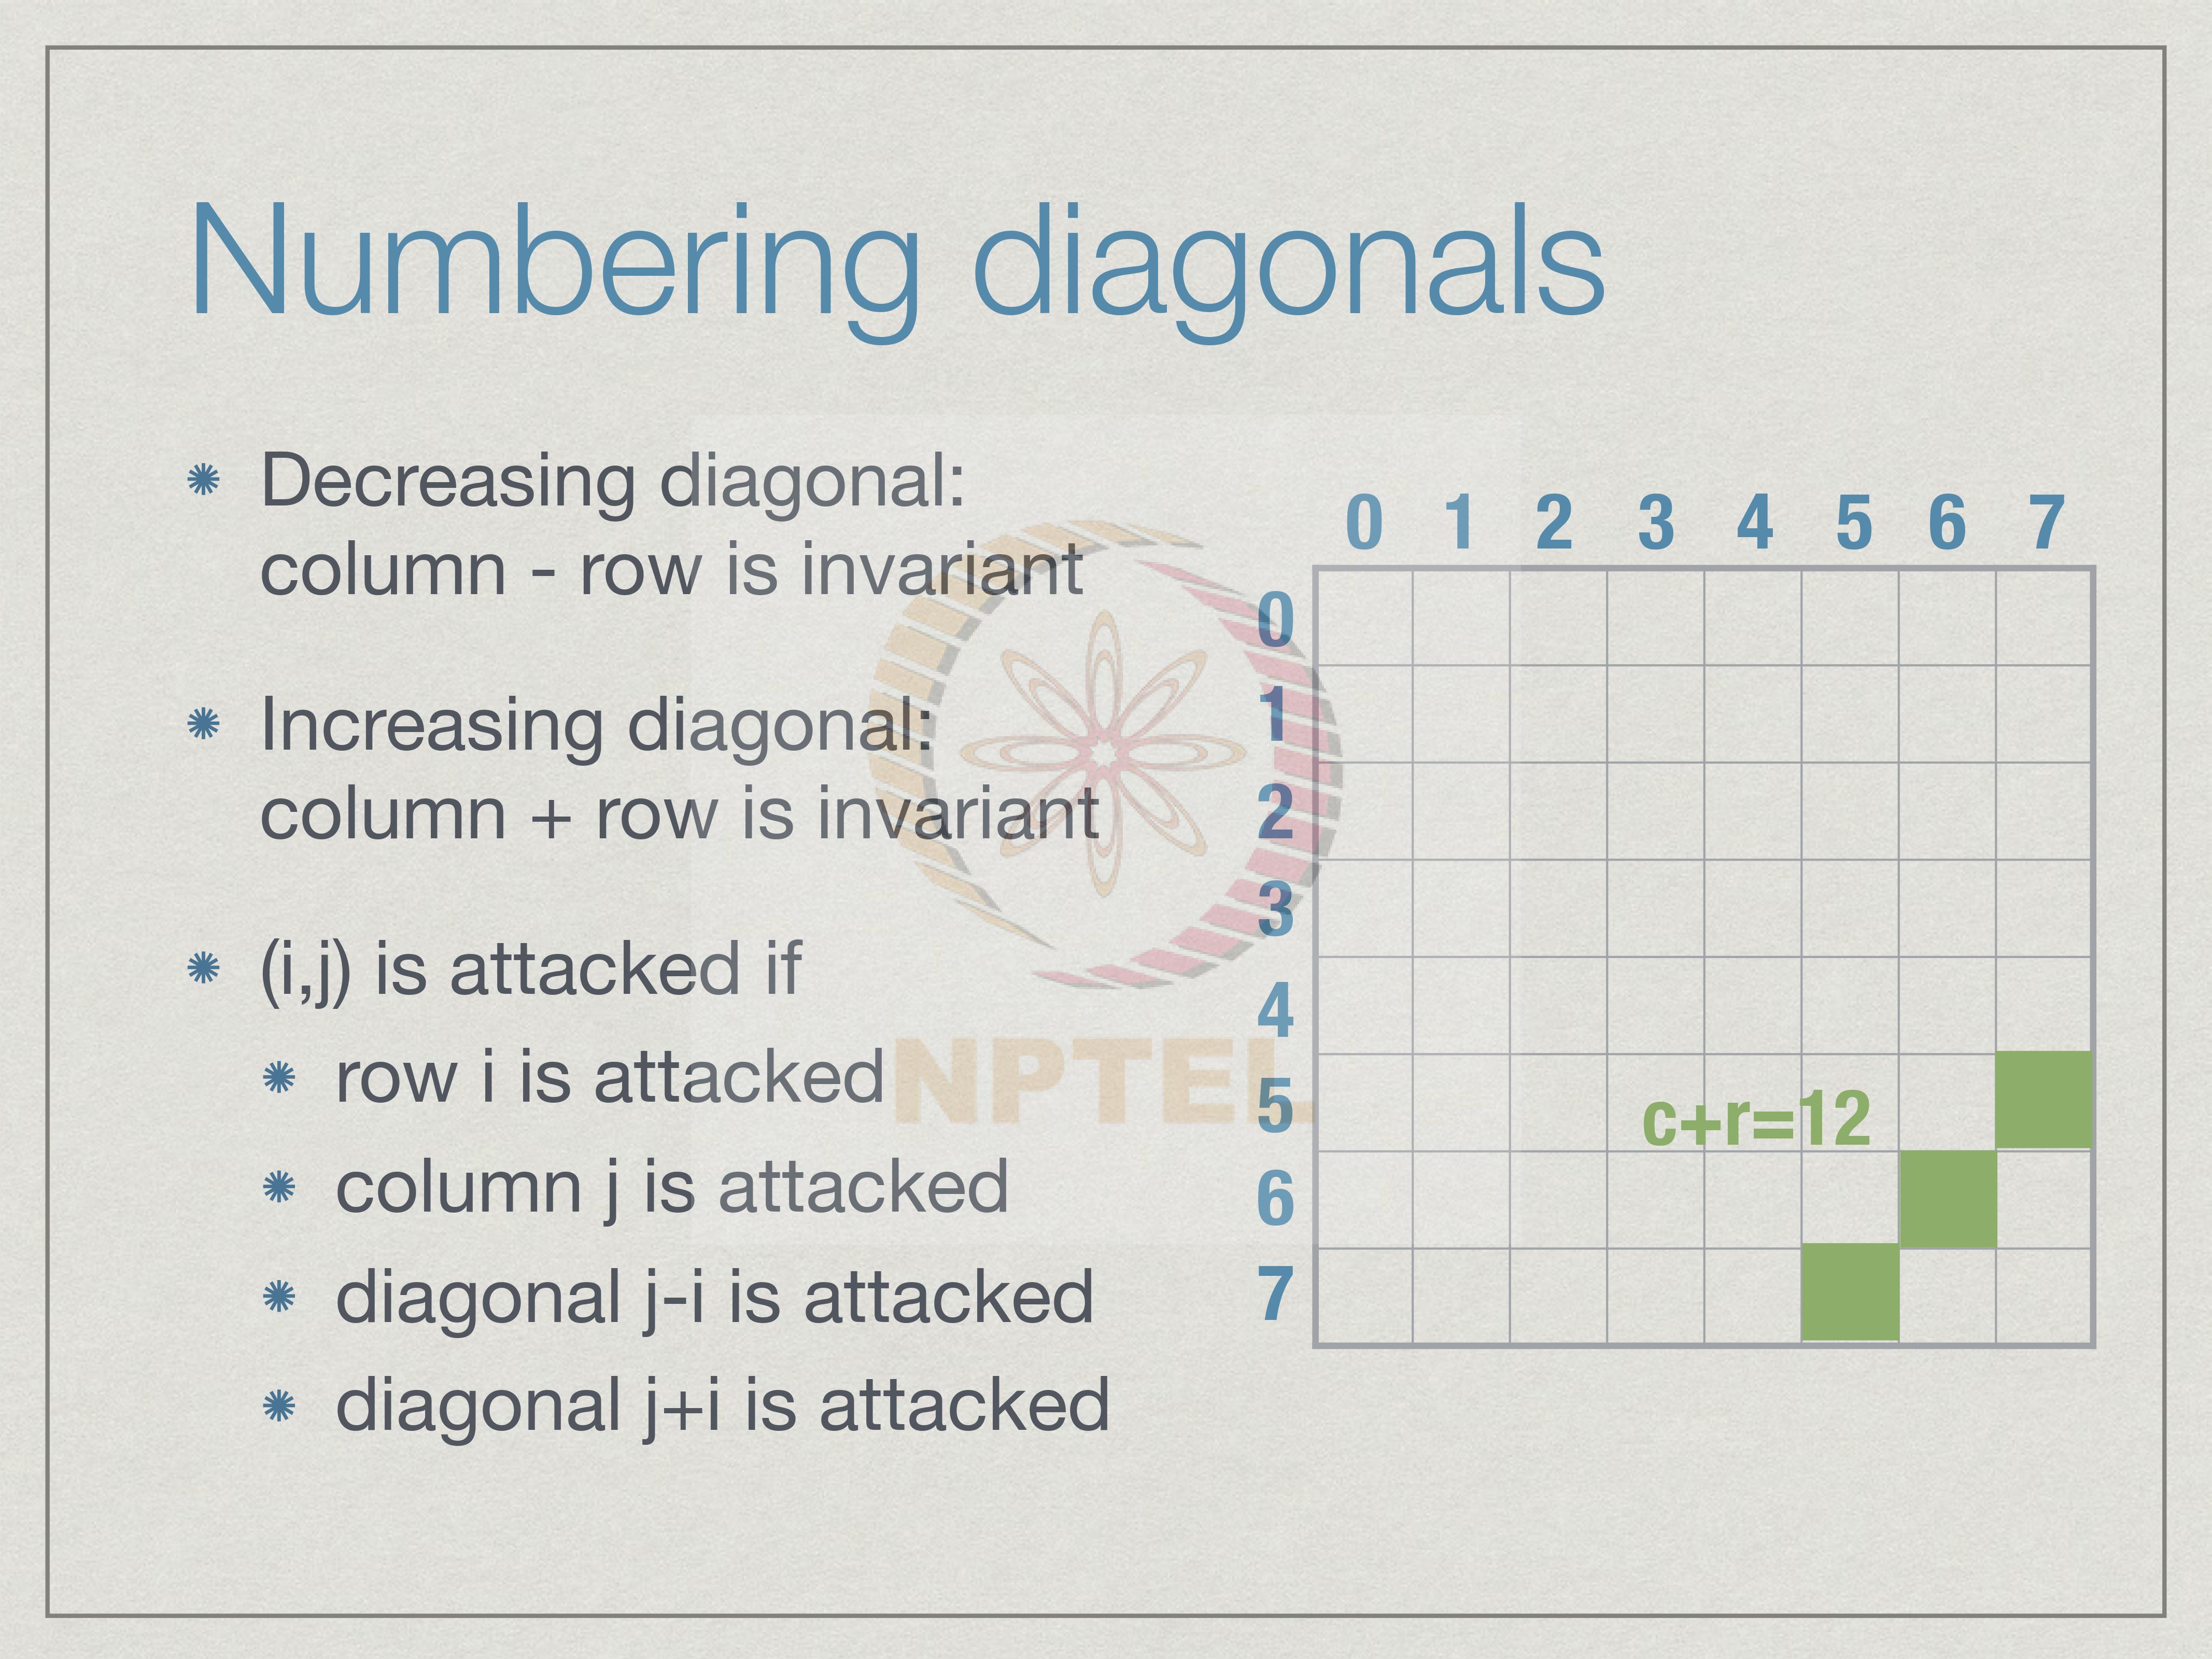 Numbering diagonals
Decreasing diagonal:
column - row is invariant
Increasing diagonal:
column + row is invariant
(i,j) is attacked if
row i is attacked
column j is attacked
diagonal j-i is attacked
diagonal j+i is attacked
0 1 2 3 4 5 6 7
0
1
2
3
4
5
6
7
c+r=12
NPTEL